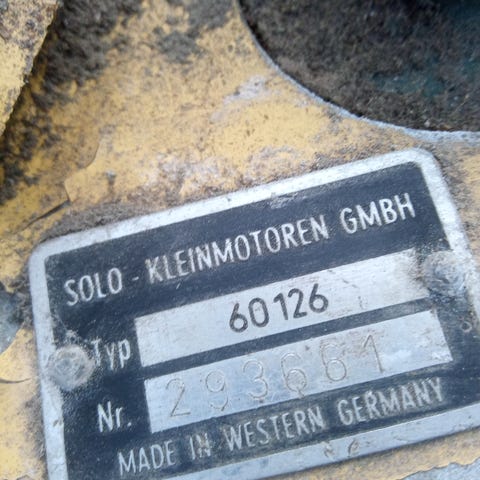 SOLO - KLEINMOTOREN GMBH
Typ 60126
Nr. 293661
MADE IN WESTERN GERMANY